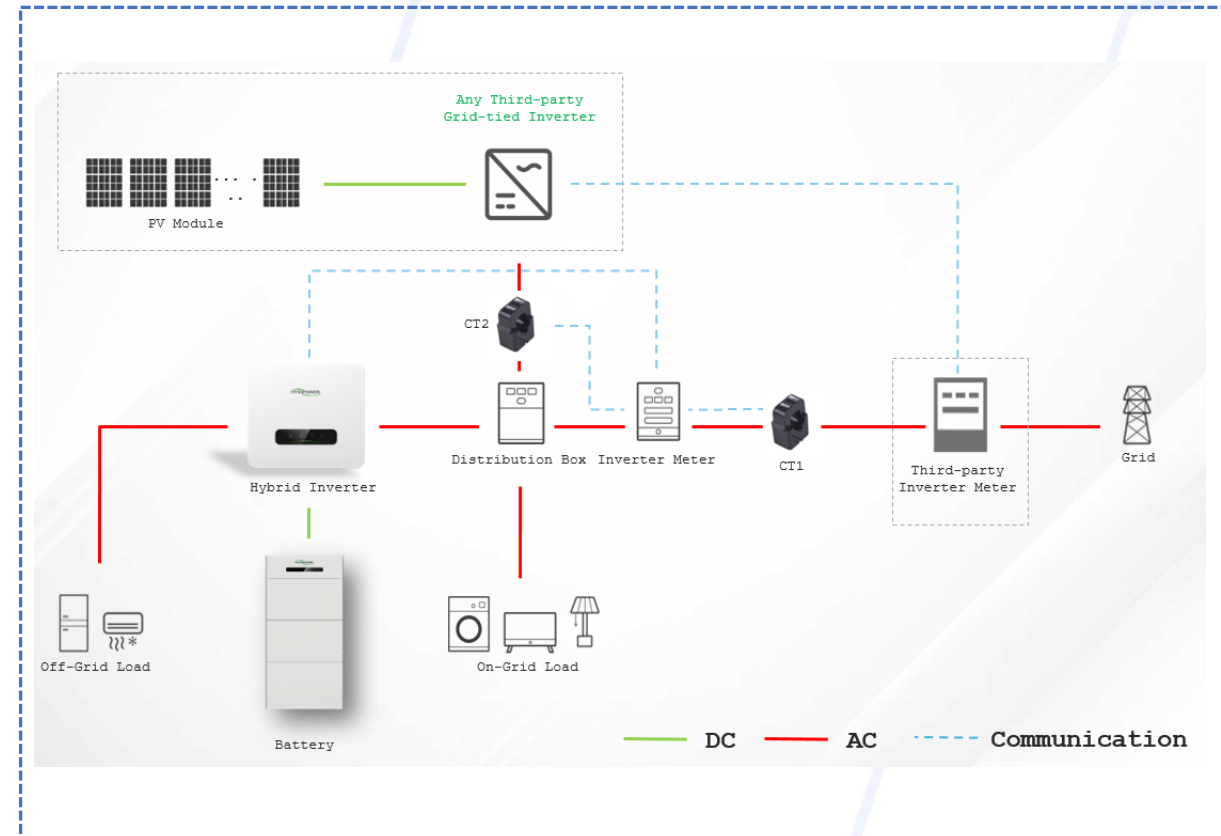 Any Third-party
Grid-tied Inverter
PV Module
CT2
Distribution Box
Inverter Meter
CT1
Grid
Third-party
Inverter Meter
Hybrid Inverter
Off-Grid Load
On-Grid Load
Battery
DC
AC
Communication